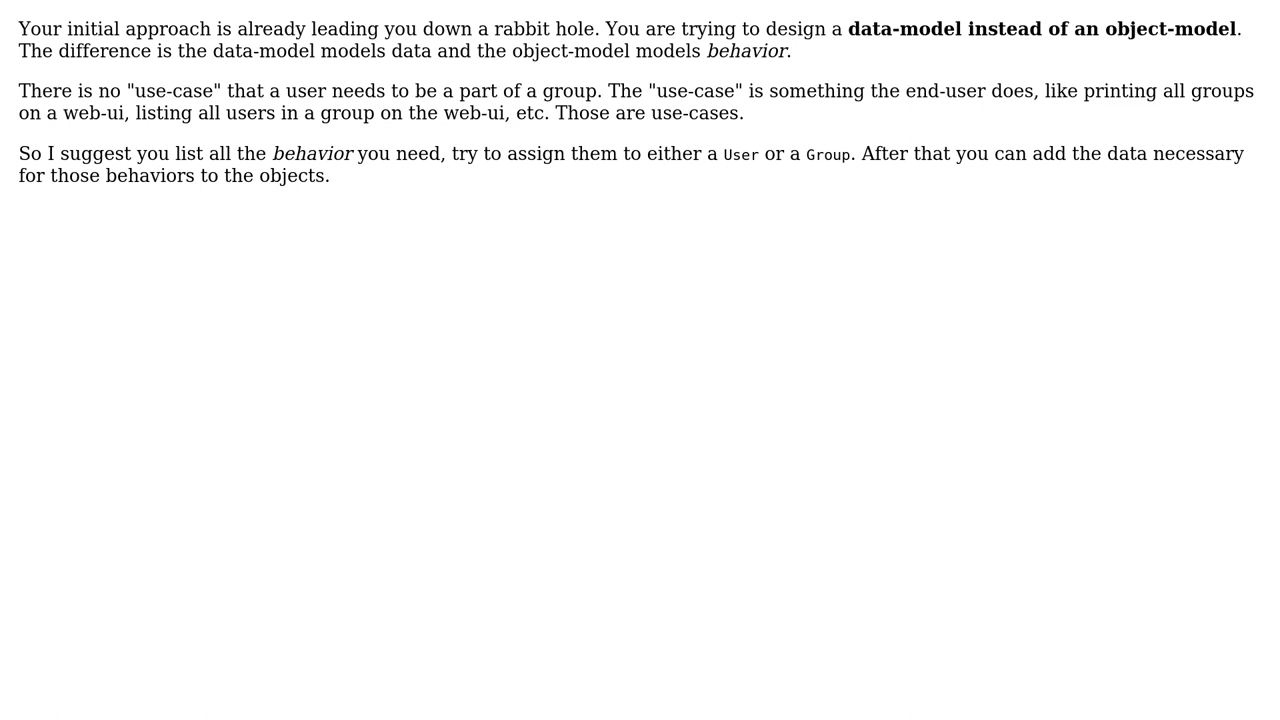 Your initial approach is already leading you down a rabbit hole. You are trying to design a data-model instead of an object-model.
The difference is the data-model models data and the object-model models behavior.
There is no "use-case" that a user needs to be a part of a group. The "use-case" is something the end-user does, like printing all groups
on a web-ui, listing all users in a group on the web-ui, etc. Those are use-cases.
So I suggest you list all the behavior you need, try to assign them to either a User or a Group. After that you can add the data necessary
for those behaviors to the objects.